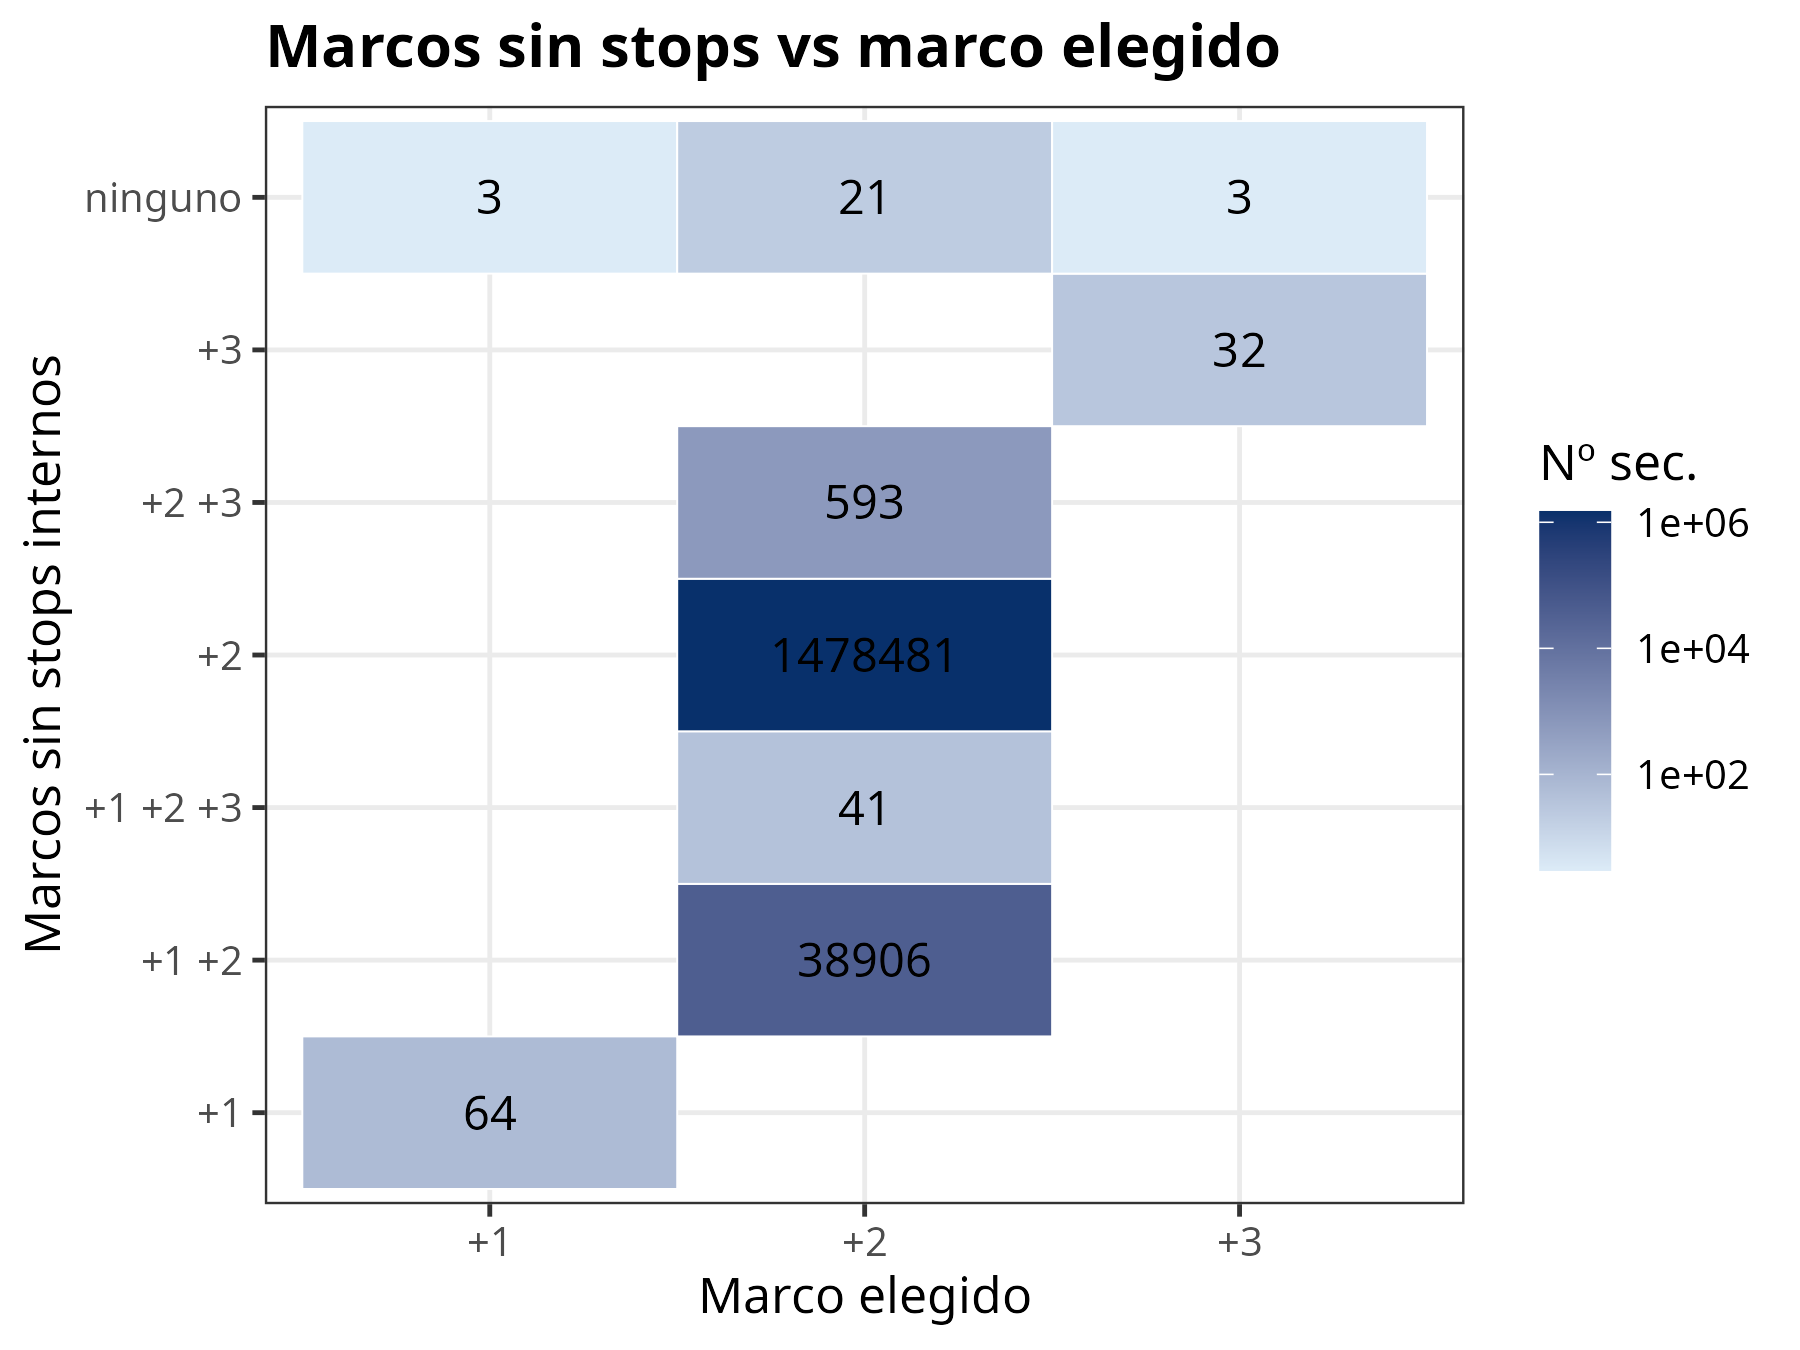 Marcos sin stops vs marco elegido
Marcos sin stops internos
ninguno
3
21
3
+3
32
+2 +3
593
+2
1478481
+1 +2 +3
41
+1 +2
38906
+1
64
+1
+2
+3
Marco elegido
Nº sec.
1e+06
1e+04
1e+02